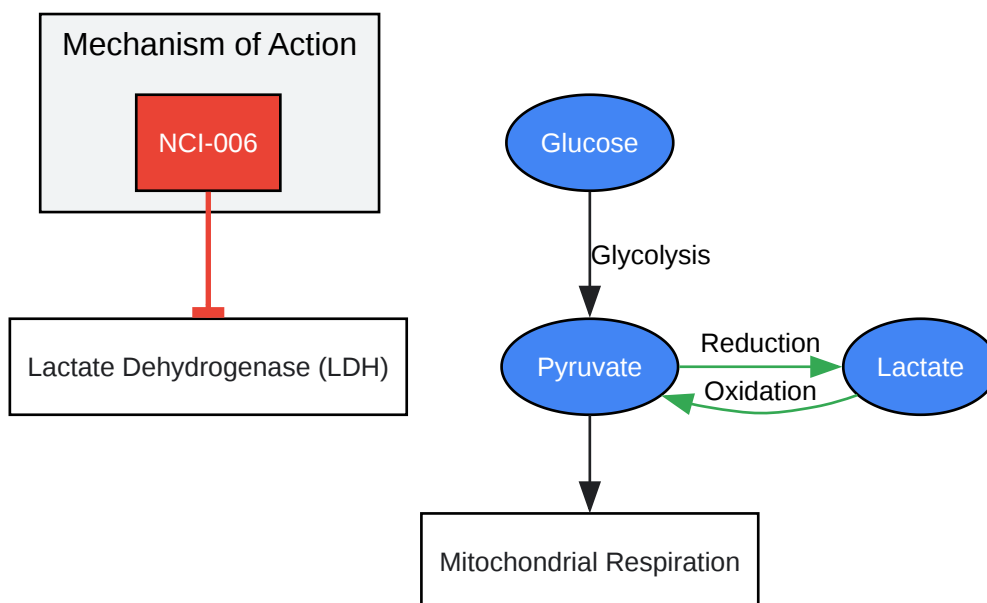 Mechanism of Action
NCI-006
Glucose
Glycolysis
Lactate Dehydrogenase (LDH)
Pyruvate
Reduction
Oxidation
Lactate
Mitochondrial Respiration